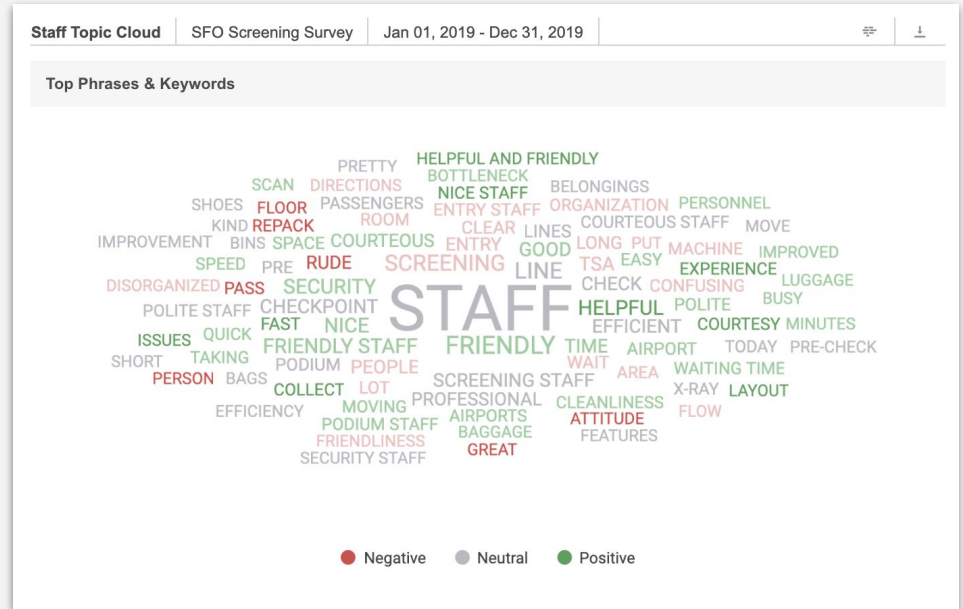 Staff Topic Cloud SFO Screening Survey Jan 01, 2019 - Dec 31, 2019
Top Phrases & Keywords
PRETTY HELPFUL AND FRIENDLY
BOTTLENECK
SCAN DIRECTIONS NICE STAFF BELONGINGS
SHOES FLOOR PASSENGERS ENTRY STAFF ORGANIZATION PERSONNEL
KIND REPACK ROOM CLEAR LINES COURTEOUS STAFF MOVE
IMPROVEMENT BINS SPACE COURTEOUS ENTRY GOOD LONG PUT MACHINE IMPROVED
SPEED PRE RUDE SCREENING LINE TSA EASY EXPERIENCE
DISORGANIZED PASS SECURITY STAFF CHECK CONFUSING LUGGAGE
POLITE STAFF CHECKPOINT HELPFUL POLITE BUSY
ISSUES QUICK FAST NICE EFFICIENT COURTESY MINUTES
FRIENDLY STAFF FRIENDLY TIME AIRPORT TODAY PRE-CHECK
SHORT TAKING PODIUM PEOPLE WAIT AREA WAITING TIME
PERSON BAGS COLLECT LOT SCREENING STAFF X-RAY LAYOUT
EFFICIENCY MOVING PROFESSIONAL CLEANLINESS FLOW
PODIUM STAFF AIRPORTS ATTITUDE
FRIENDLINESS BAGGAGE FEATURES
SECURITY STAFF GREAT
Negative Neutral Positive